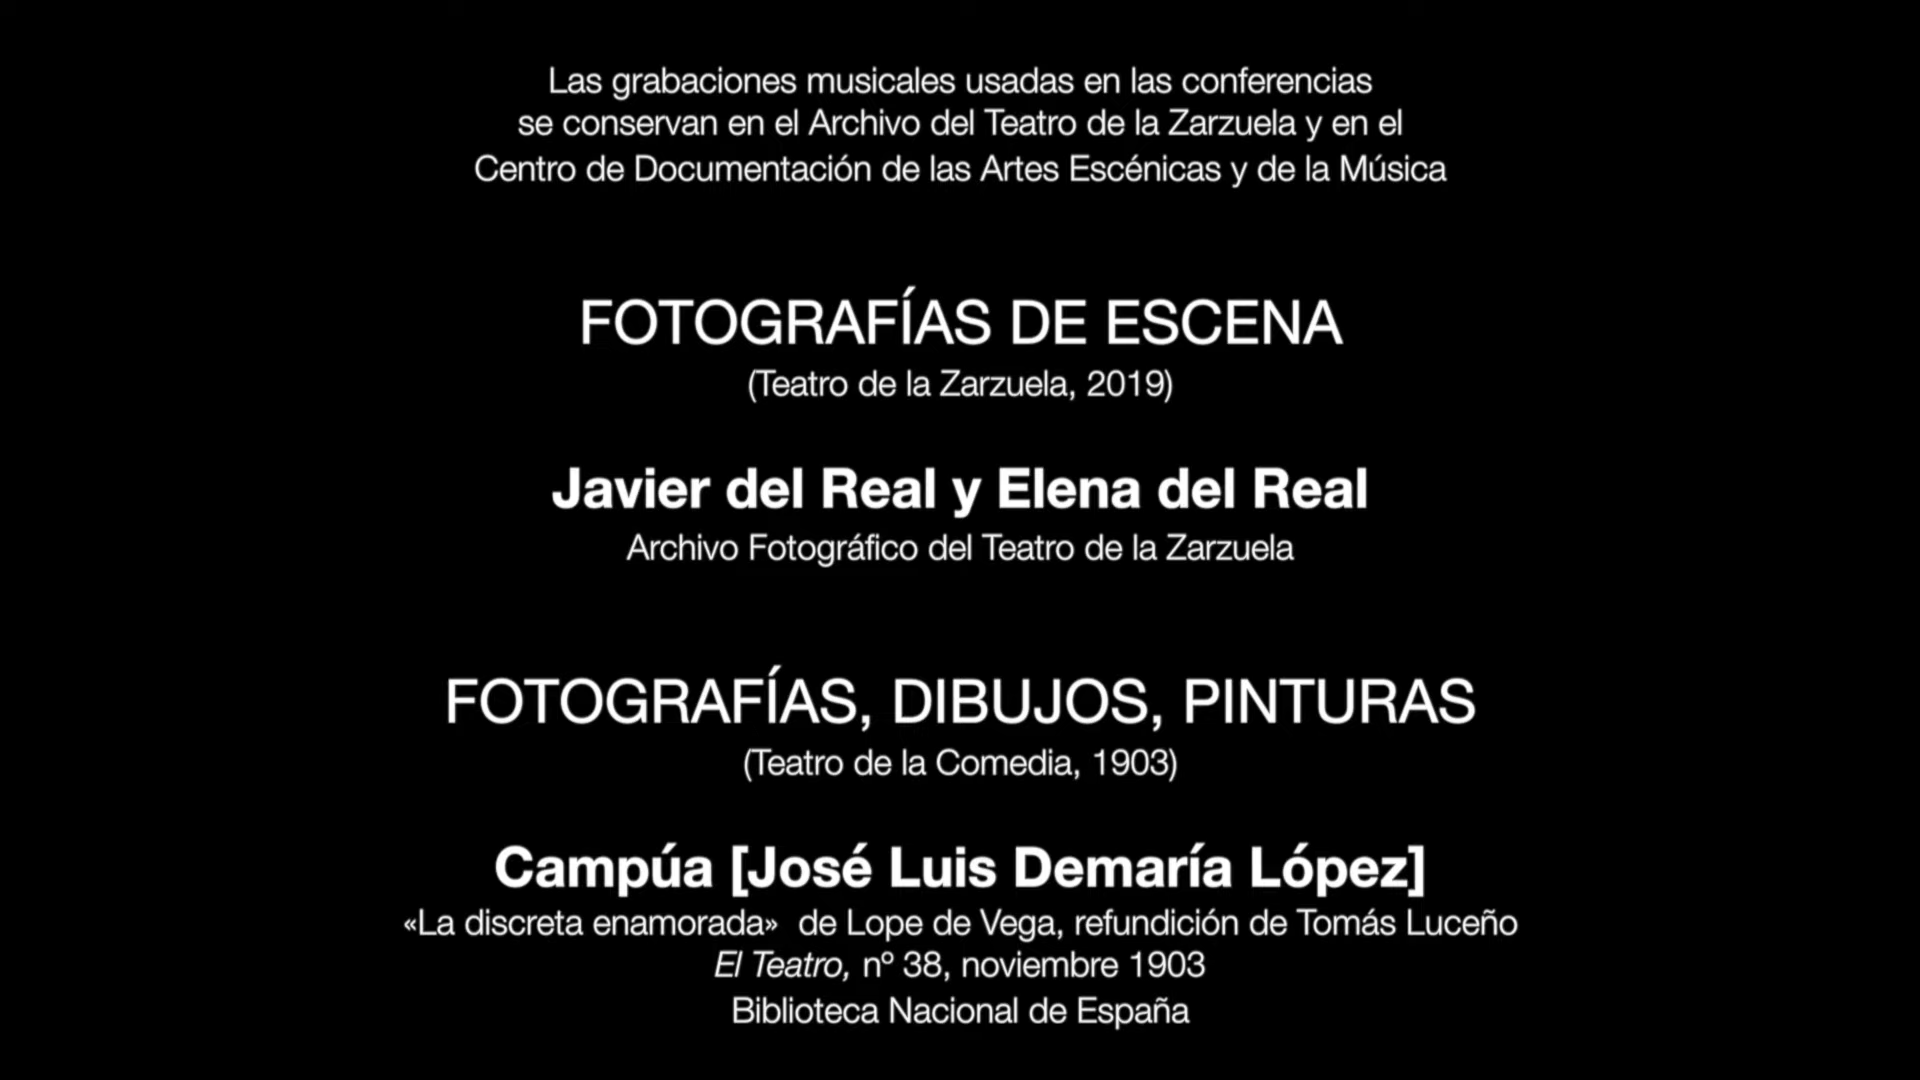 Las grabaciones musicales usadas en las conferencias
se conservan en el Archivo del Teatro de la Zarzuela y en el
Centro de Documentación de las Artes Escénicas y de la Música
FOTOGRAFÍAS DE ESCENA
(Teatro de la Zarzuela, 2019)
Javier del Real y Elena del Real
Archivo Fotográfico del Teatro de la Zarzuela
FOTOGRAFÍAS, DIBUJOS, PINTURAS
(Teatro de la Comedia, 1903)
Campúa [José Luis Demaría López]
«La discreta enamorada» de Lope de Vega, refundición de Tomás Luceño
El Teatro, nº 38, noviembre 1903
Biblioteca Nacional de España